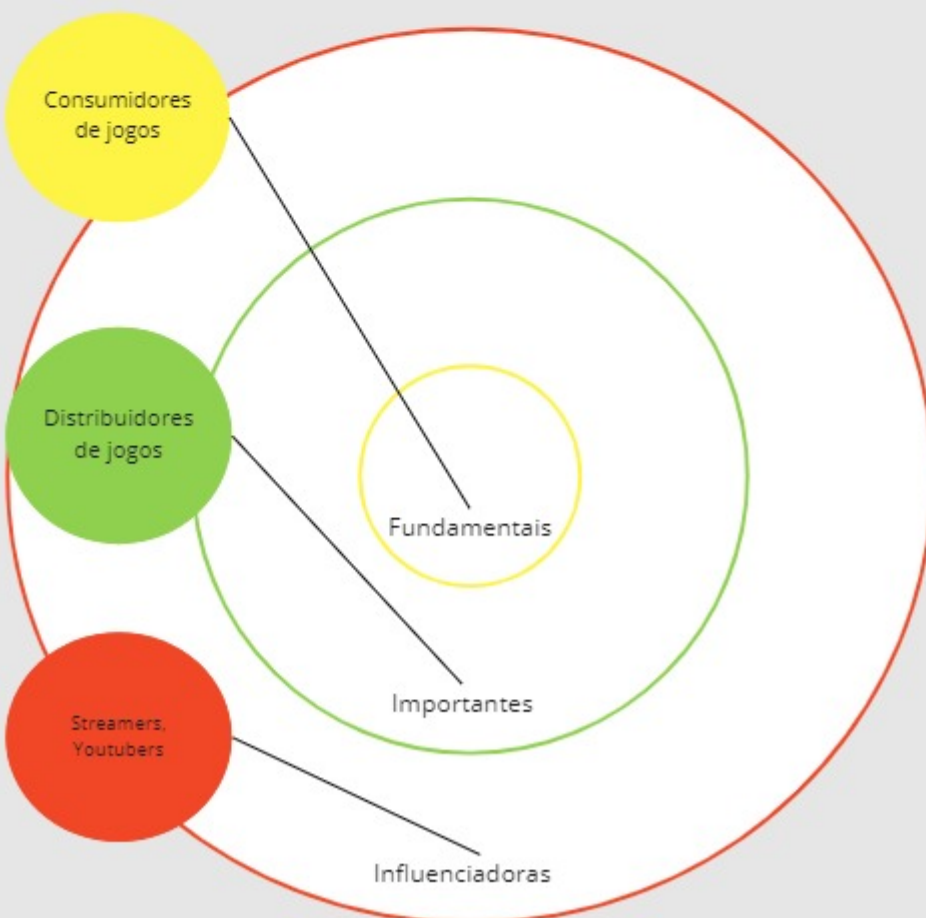 Consumidores
de jogos
Distribuidores
de jogos
Fundamentais
Importantes
Streamers,
Youtubers
Influenciadoras